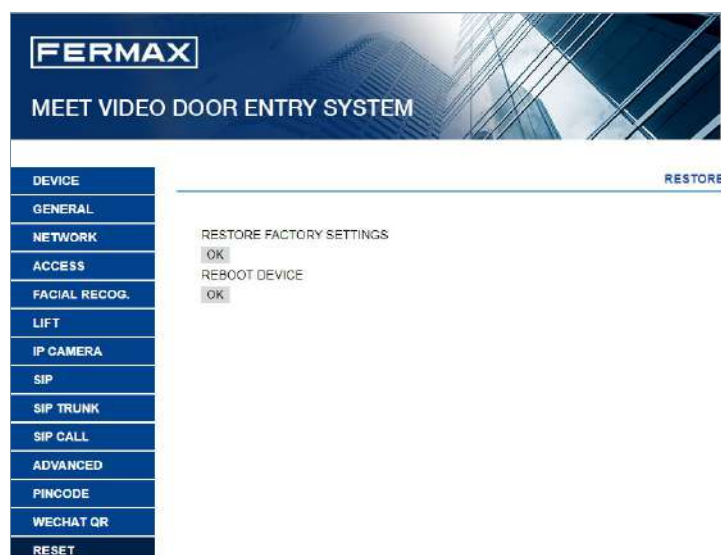 FERMAX
MEET VIDEO DOOR ENTRY SYSTEM
RESTORE
DEVICE
GENERAL
NETWORK
ACCESS
FACIAL RECOG.
LIFT
IP CAMERA
SIP
SIP TRUNK
SIP CALL
ADVANCED
PINCODE
WECHAT QR
RESET
RESTORE FACTORY SETTINGS
OK
REBOOT DEVICE
OK